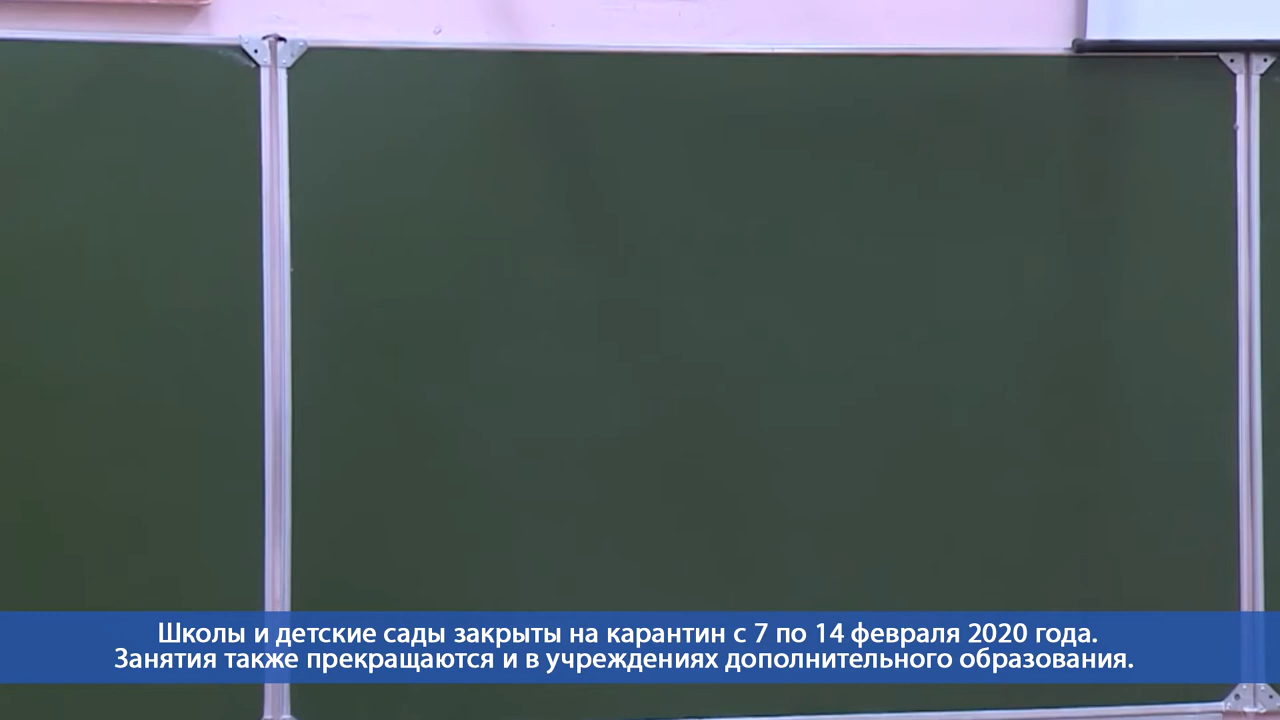 Школы и детские сады закрыты на карантин с 7 по 14 февраля 2020 года.
Занятия также прекращаются и в учреждениях дополнительного образования.